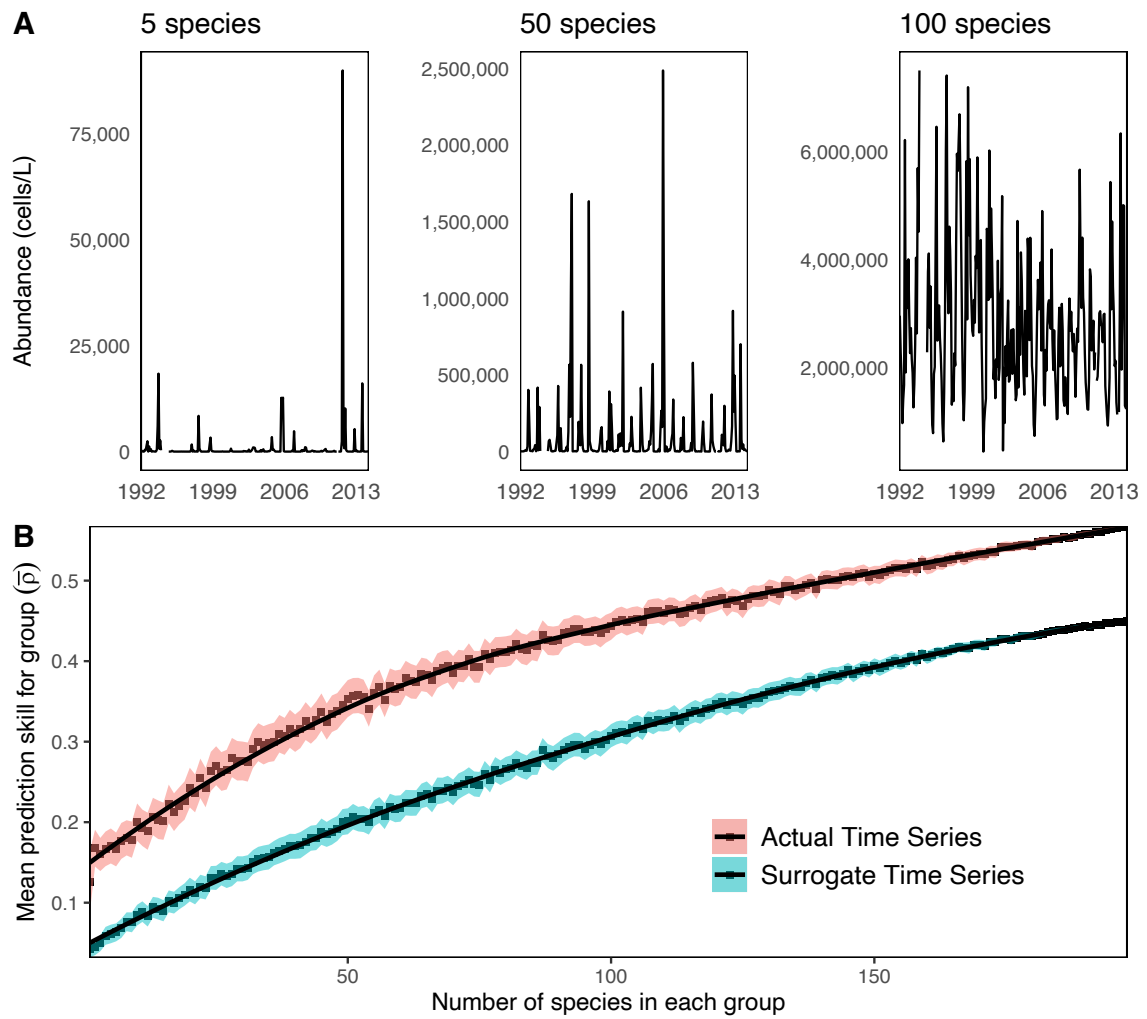 A
5 species
50 species
100 species
Abundance (cells/L)
75,000
50,000
25,000
0
1992 1999 2006 2013
2,500,000
2,000,000
1,500,000
1,000,000
500,000
0
1992 1999 2006 2013
6,000,000
4,000,000
2,000,000
1992 1999 2006 2013
B
Mean prediction skill for group (ρ̅)
0.5
0.4
0.3
0.2
0.1
Actual Time Series
Surrogate Time Series
50 100 150
Number of species in each group